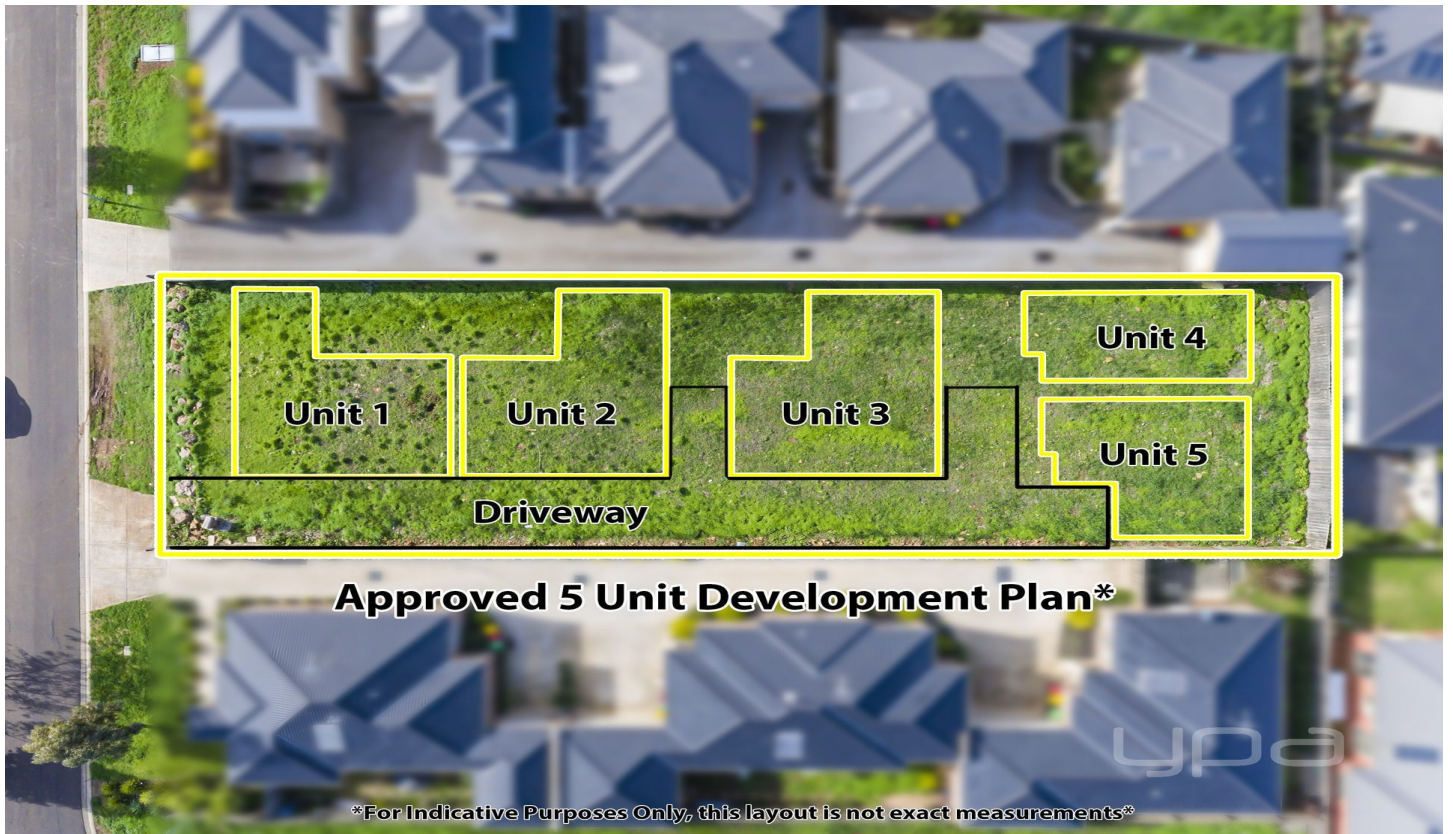 Unit 4
Unit 1
Unit 2
Unit 3
Unit 5
Driveway
Approved 5 Unit Development Plan*
ypa
*For Indicative Purposes Only, this layout is not exact measurements*